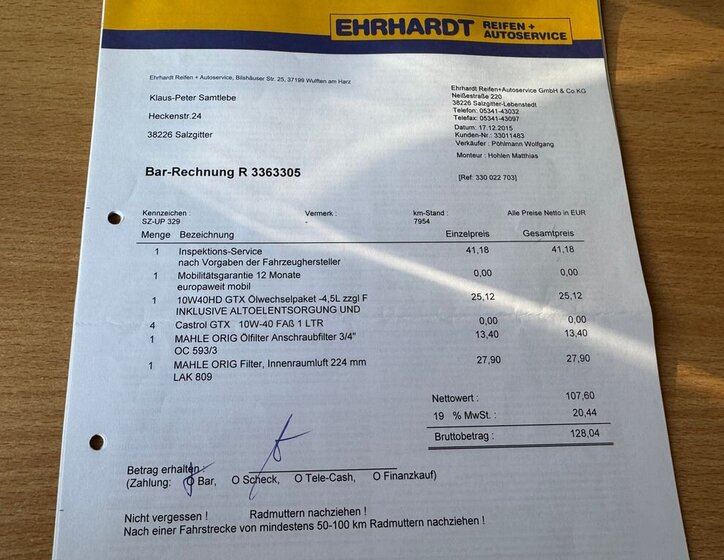 EHRHARDT REIFEN + AUTOSERVICE
Ehrhardt Reifen + Autoservice, Bilshäuser Str. 25, 37199 Wulften am Harz
Klaus-Peter Samtlebe
Heckenstr.24
38226 Salzgitter
Ehrhardt Reifen+Autoservice GmbH & Co.KG
Neißestraße 220
38226 Salzgitter-Lebenstedt
Telefon: 05341-43032
Telefax: 05341-43097
Datum: 17.12.2015
Kunden-Nr.: 33011483
Verkäufer : Pöhlmann Wolfgang
Monteur : Hohlen Matthias
Bar-Rechnung R 3363305
[Ref: 330 022 703]
Kennzeichen : Vermerk : km-Stand : Alle Preise Netto in EUR
SZ-UP 329 - 7954
Menge Bezeichnung Einzelpreis Gesamtpreis
1 Inspektions-Service 41,18 41,18
nach Vorgaben der Fahrzeughersteller
1 Mobilitätsgarantie 12 Monate 0,00 0,00
europaweit mobil
1 10W40HD GTX Ölwechselpaket -4,5L zzgl F 25,12 25,12
INKLUSIVE ALTOELENTSORGUNG UND
4 Castrol GTX 10W-40 FAß 1 LTR 0,00 0,00
1 MAHLE ORIG Ölfilter Anschraubfilter 3/4" 13,40 13,40
OC 593/3
1 MAHLE ORIG Filter, Innenraumluft 224 mm 27,90 27,90
LAK 809
Nettowert : 107,60
19 % MwSt. : 20,44
Bruttobetrag : 128,04
Betrag erhalten :
(Zahlung: O Bar, O Scheck, O Tele-Cash, O Finanzkauf)
Nicht vergessen ! Radmuttern nachziehen !
Nach einer Fahrstrecke von mindestens 50-100 km Radmuttern nachziehen !